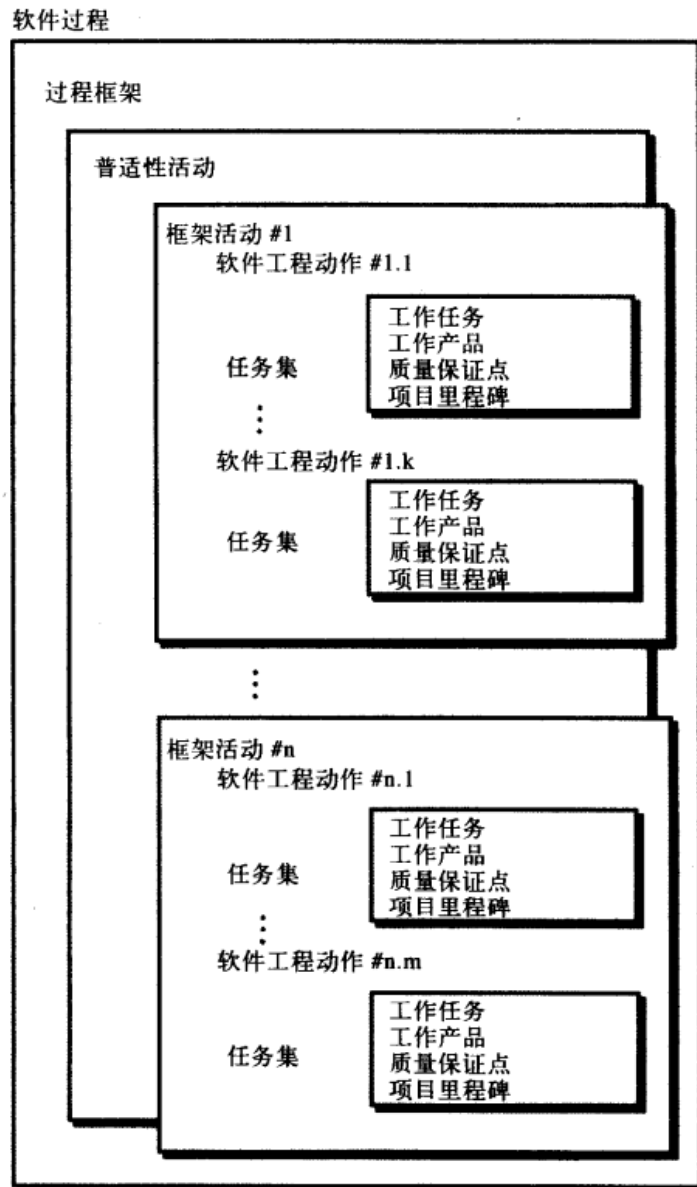 软件过程
过程框架
普适性活动
框架活动 #1
软件工程动作 #1.1
工作任务
工作产品
任务集
质量保证点
项目里程碑
软件工程动作 #1.k
工作任务
工作产品
任务集
质量保证点
项目里程碑
框架活动 #n
软件工程动作 #n.1
工作任务
工作产品
任务集
质量保证点
项目里程碑
软件工程动作 #n.m
工作任务
工作产品
任务集
质量保证点
项目里程碑